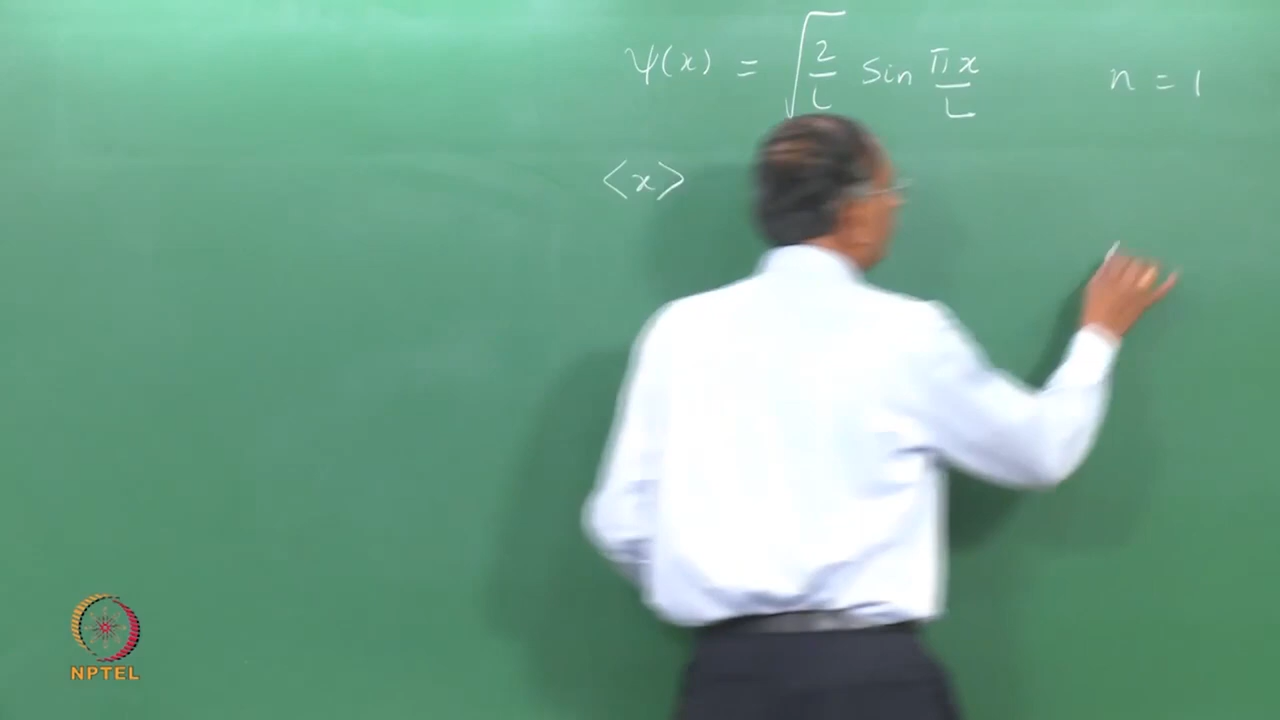 ψ(x) = √(2/L) sin πx/L n = 1
<x>
NPTEL